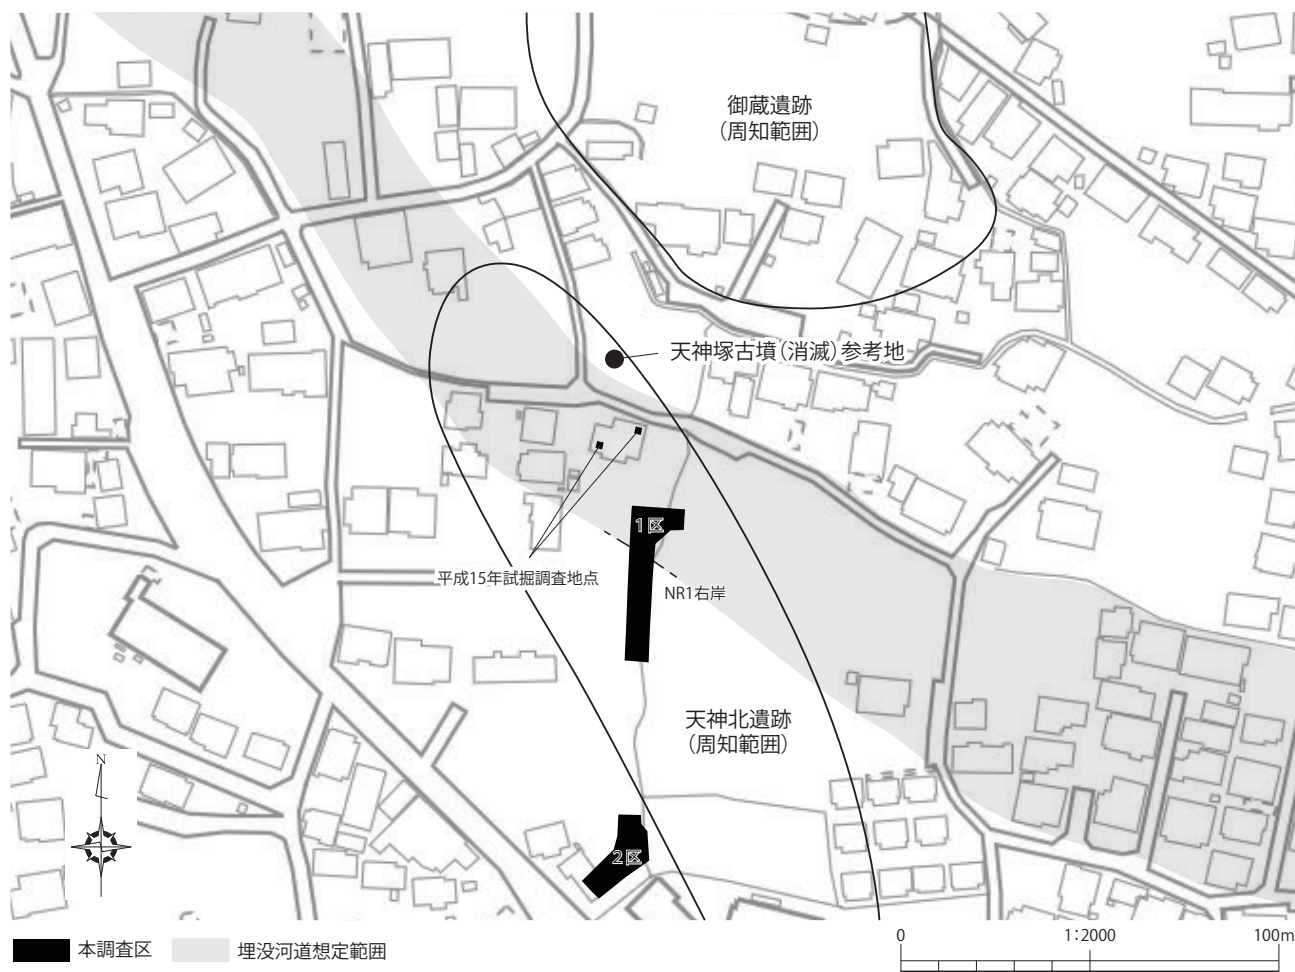 御蔵遺跡
（周知範囲）
天神塚古墳（消滅）参考地
1区
平成15年試掘調査地点
NR1右岸
天神北遺跡
（周知範囲）
N
2区
本調査区
埋没河道想定範囲
0
1：2000
100m